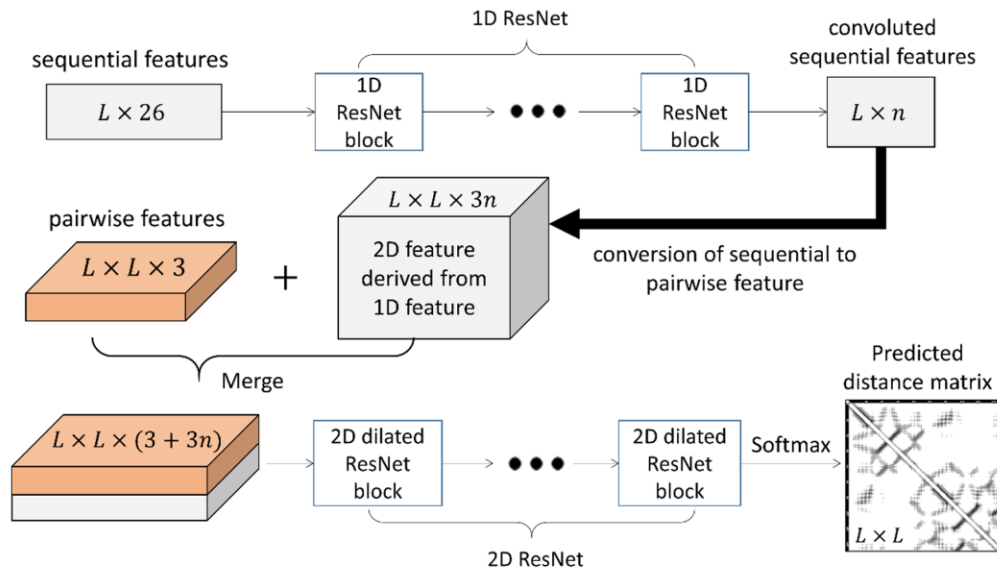 1D ResNet
sequential features
convoluted
sequential features
L × 26
1D
ResNet
block
1D
ResNet
block
L × n
L × L × 3n
pairwise features
L × L × 3
+
2D feature
derived from
1D feature
conversion of sequential to
pairwise feature
Merge
Predicted
distance matrix
L × L × (3 + 3n)
2D dilated
ResNet
block
2D dilated
ResNet
block
Softmax
L × L
2D ResNet